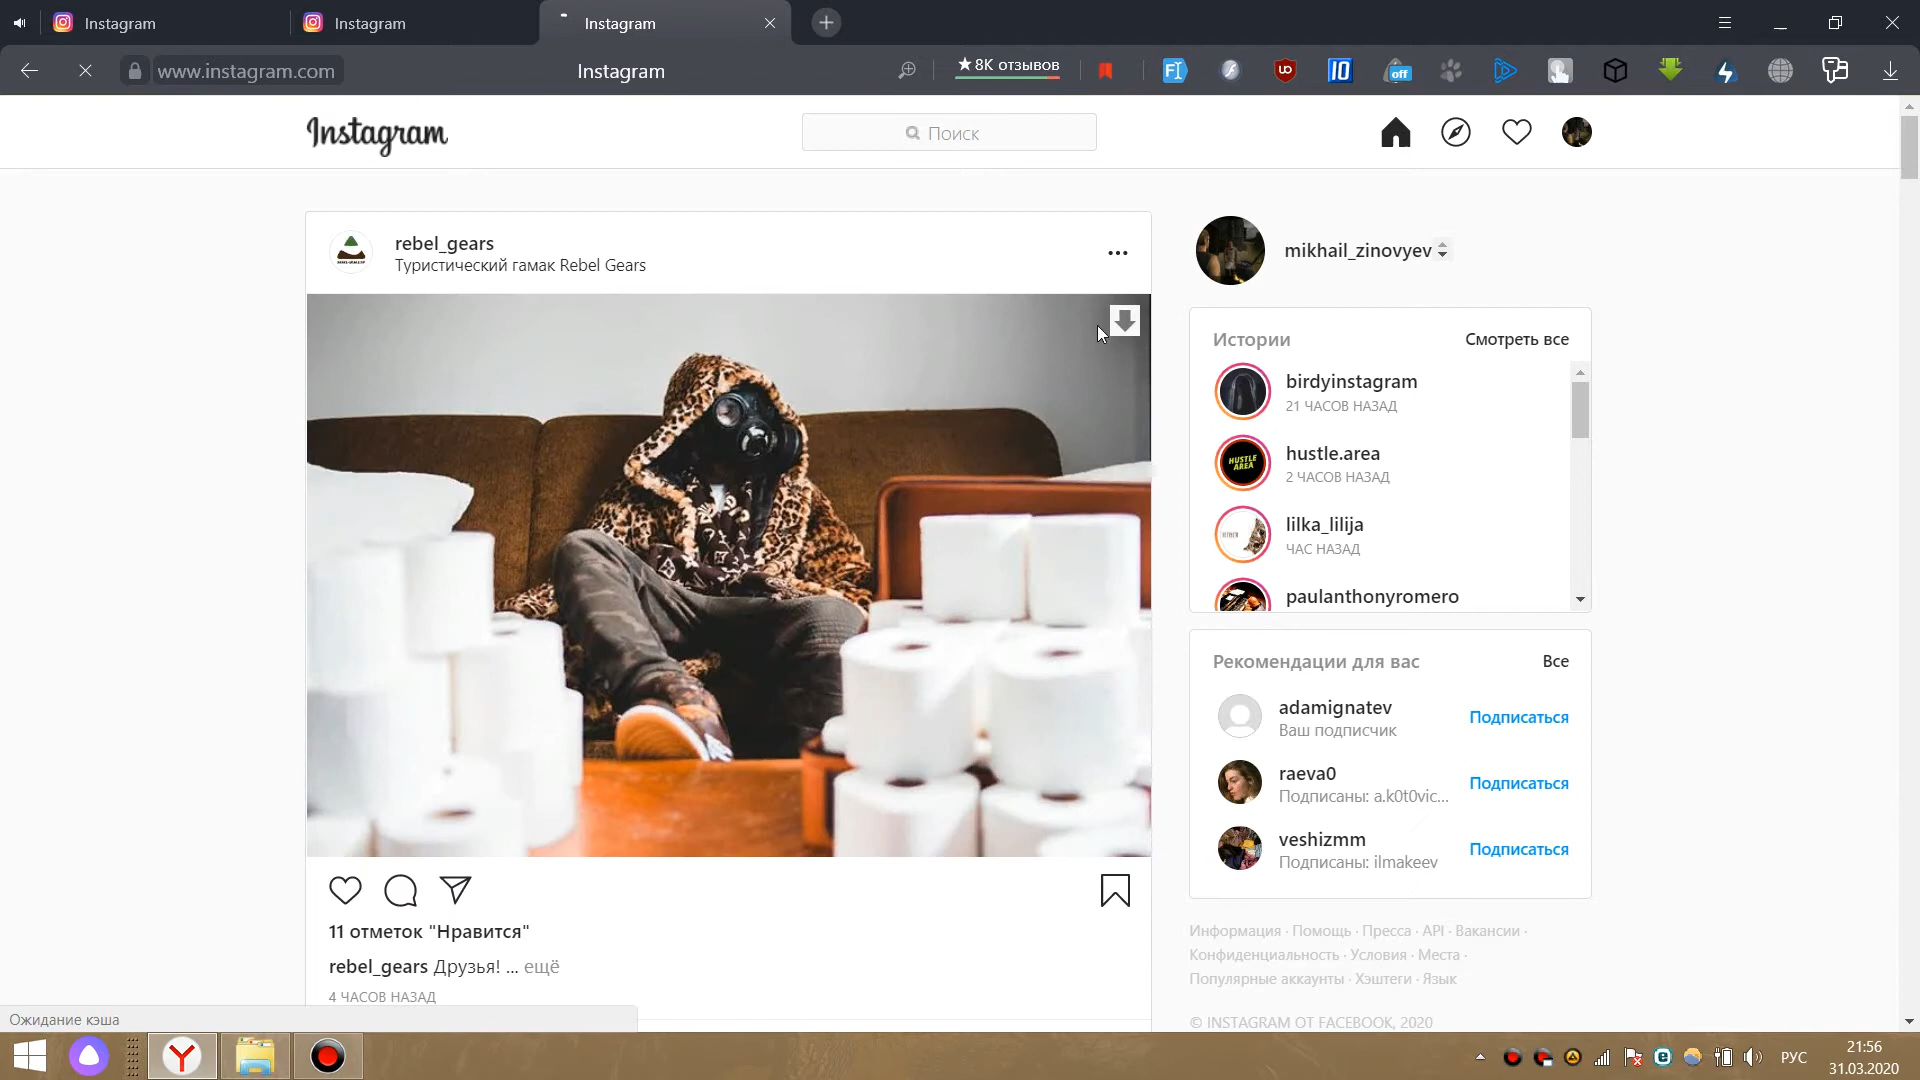 Instagram
Instagram
Instagram
www.instagram.com
Instagram
★8K отзывов
Instagram
Поиск
rebel_gears
Туристический гамак Rebel Gears
mikhail_zinovyev
Истории
Смотреть все
birdyinstagram
21 ЧАСОВ НАЗАД
HUSTLE AREA
hustle.area
2 ЧАСОВ НАЗАД
lilka_lilija
ЧАС НАЗАД
paulanthonyromero
Рекомендации для вас
Все
adamignatev
Ваш подписчик
Подписаться
raeva0
Подписаны: a.k0t0vic...
Подписаться
veshizmm
Подписаны: ilmakeev
Подписаться
11 отметок "Нравится"
rebel_gears Друзья! ... ещё
4 ЧАСОВ НАЗАД
Информация · Помощь · Пресса · API · Вакансии ·
Конфиденциальность · Условия · Места ·
Популярные аккаунты · Хэштеги · Язык
© INSTAGRAM ОТ FACEBOOK, 2020
Ожидание кэша
РУС
21:56
31.03.2020